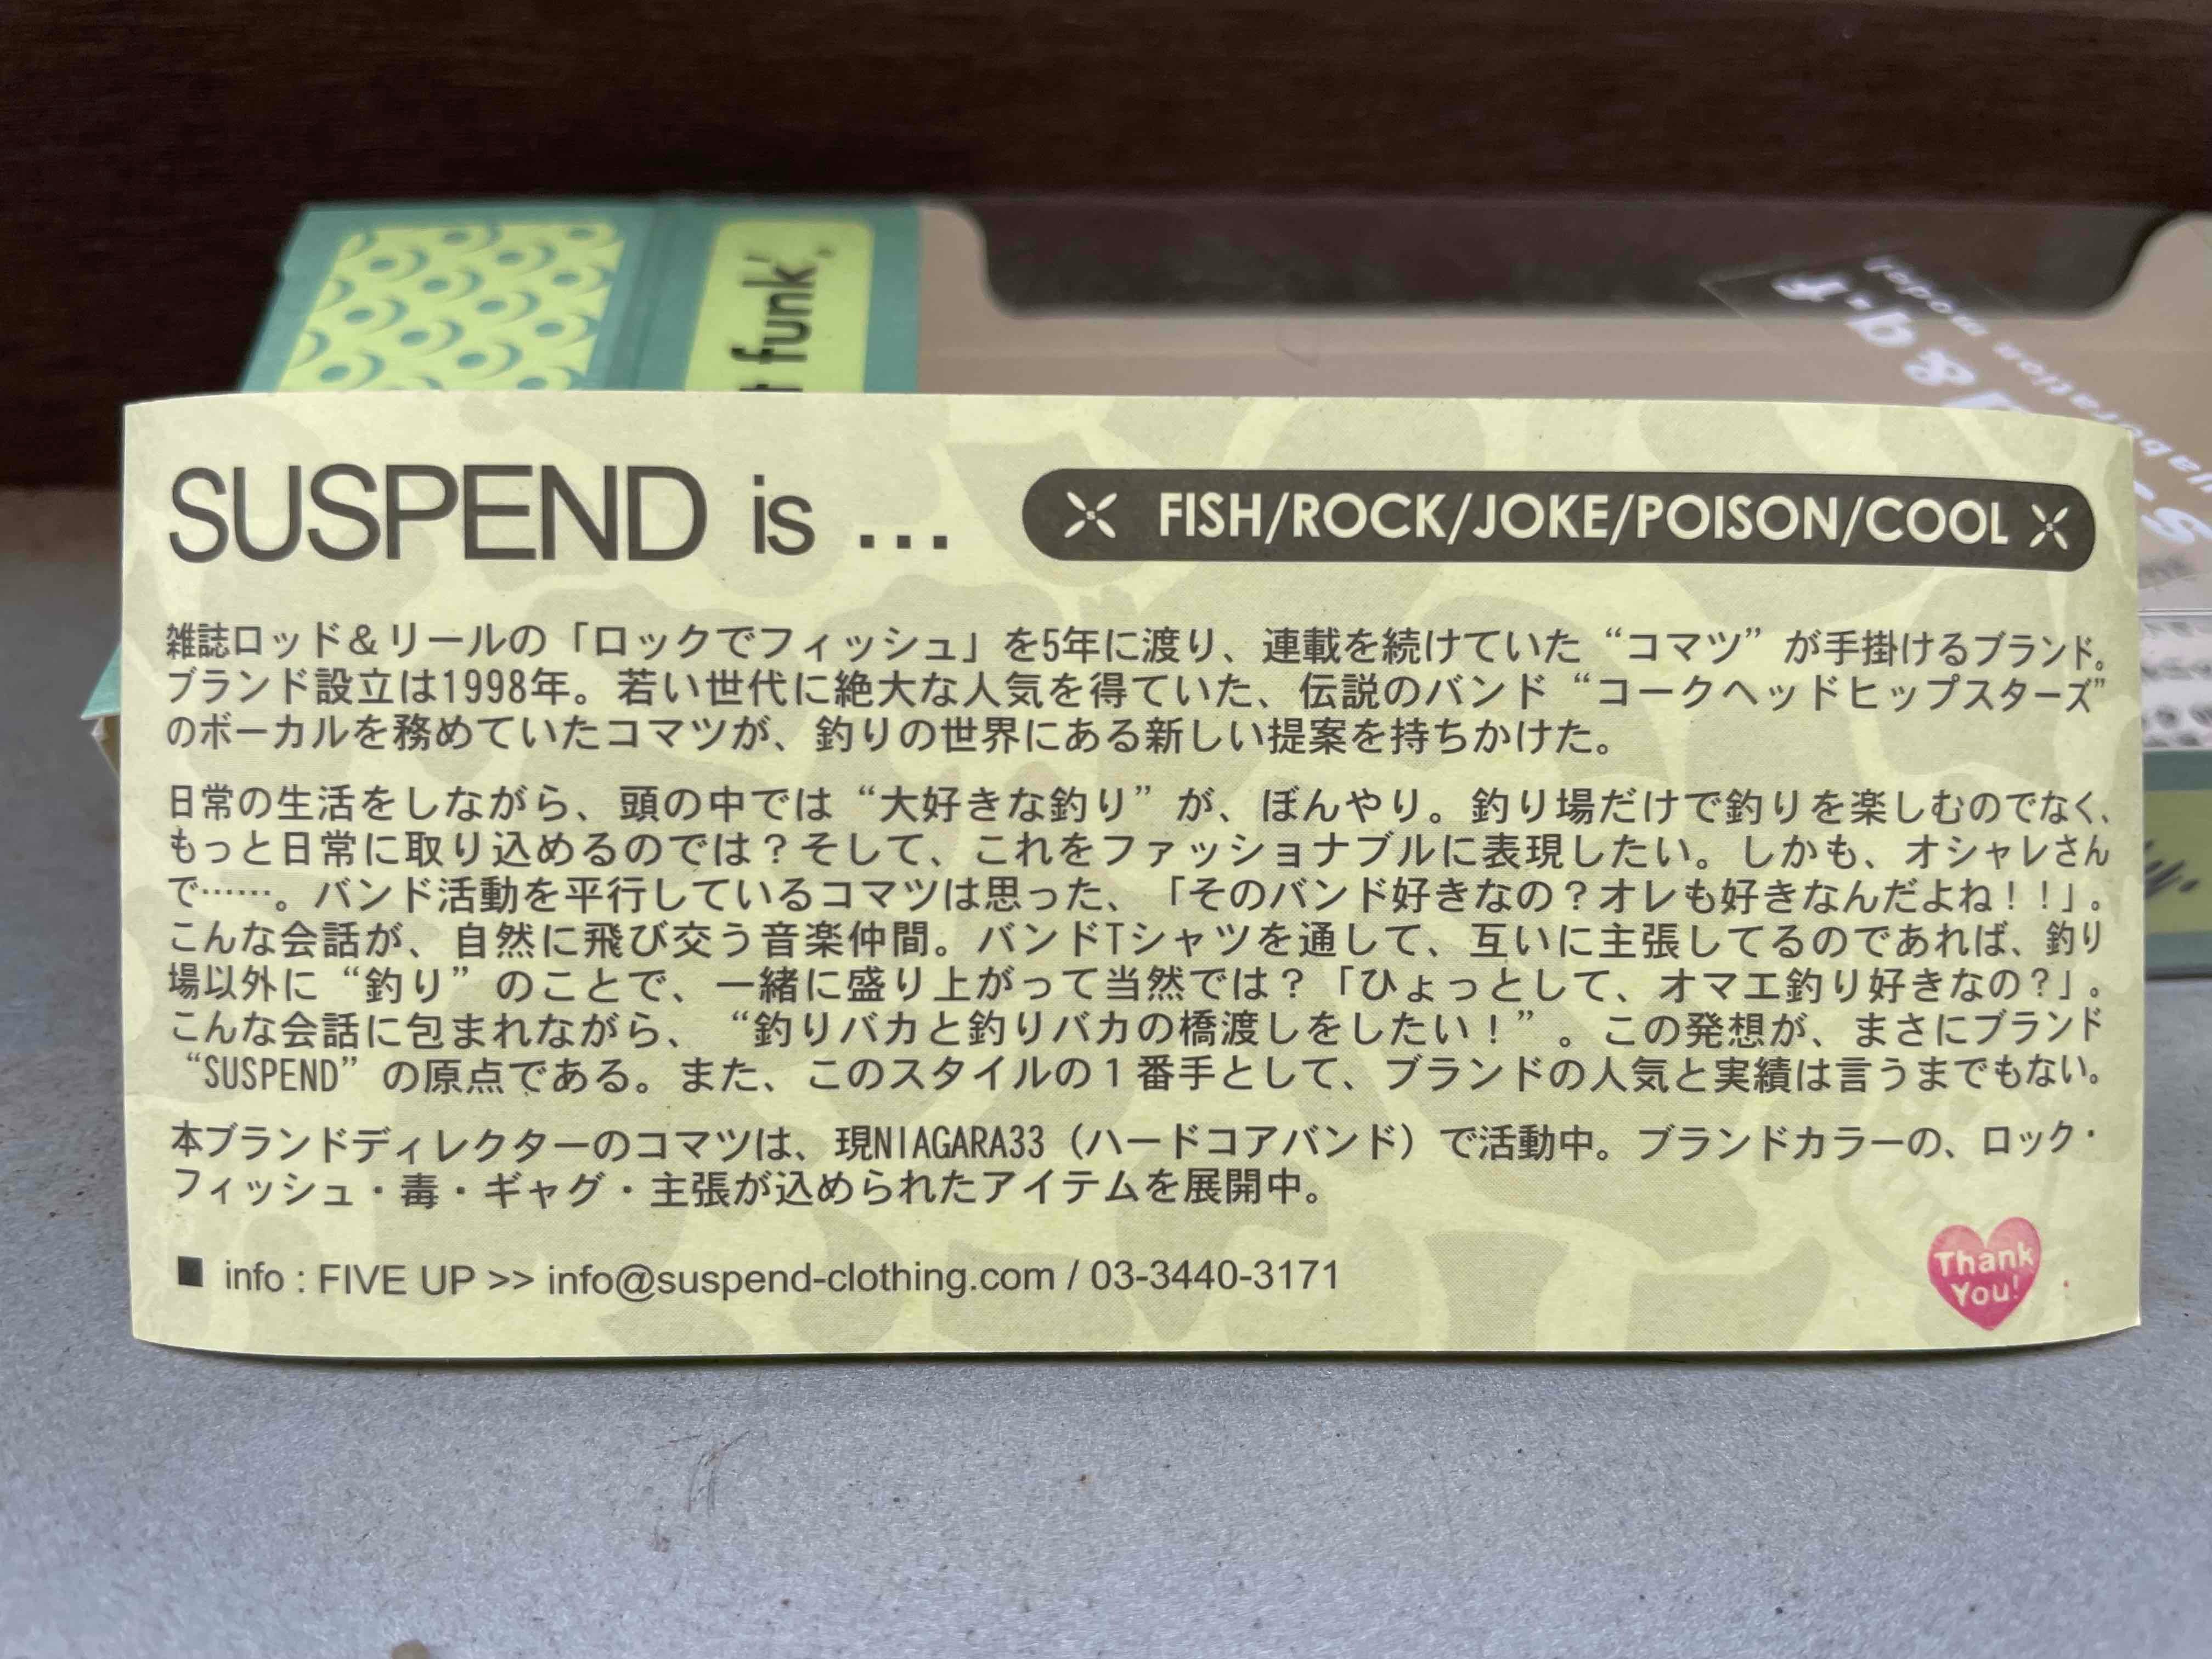 funk'
s-d & g.f
SUSPEND is ... FISH/ROCK/JOKE/POISON/COOL
雑誌ロッド＆リールの「ロックでフィッシュ」を5年に渡り、連載を続けていた“コマツ”が手掛けるブランド。
ブランド設立は1998年。若い世代に絶大な人気を得ていた、伝説のバンド“コークヘッドヒップスターズ”
のボーカルを務めていたコマツが、釣りの世界にある新しい提案を持ちかけた。
日常の生活をしながら、頭の中では“大好きな釣り”が、ぼんやり。釣り場だけで釣りを楽しむのでなく、
もっと日常に取り込めるのでは？そして、これをファッショナブルに表現したい。しかも、オシャレさん
で……。バンド活動を平行しているコマツは思った、「そのバンド好きなの？オレも好きなんだよね！！」。
こんな会話が、自然に飛び交う音楽仲間。バンドTシャツを通して、互いに主張してるのであれば、釣り
場以外に“釣り”のことで、一緒に盛り上がって当然では？「ひょっとして、オマエ釣り好きなの？」。
こんな会話に包まれながら、“釣りバカと釣りバカの橋渡しをしたい！”。この発想が、まさにブランド
“SUSPEND”の原点である。また、このスタイルの１番手として、ブランドの人気と実績は言うまでもない。
本ブランドディレクターのコマツは、現NIAGARA33（ハードコアバンド）で活動中。ブランドカラーの、ロック・
フィッシュ・毒・ギャグ・主張が込められたアイテムを展開中。
■ info : FIVE UP >> info@suspend-clothing.com / 03-3440-3171
Thank
You!